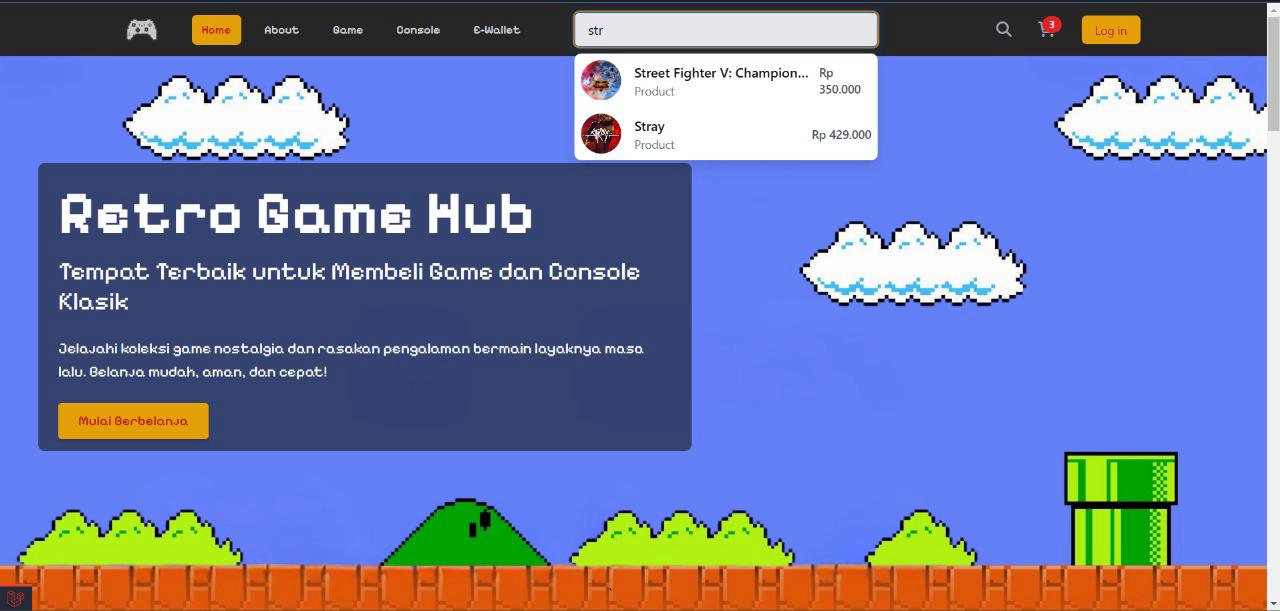 Home
About
Game
Console
E-Wallet
str
3
Log in
Street Fighter V: Champion...
Rp
350.000
Product
Stray
Rp 429.000
Product
Retro Game Hub
Tempat Terbaik untuk Membeli Game dan Console
Klasik
Jelajahi koleksi game nostalgia dan rasakan pengalaman bermain layaknya masa
lalu. Belanja mudah, aman, dan cepat!
Mulai Berbelanja